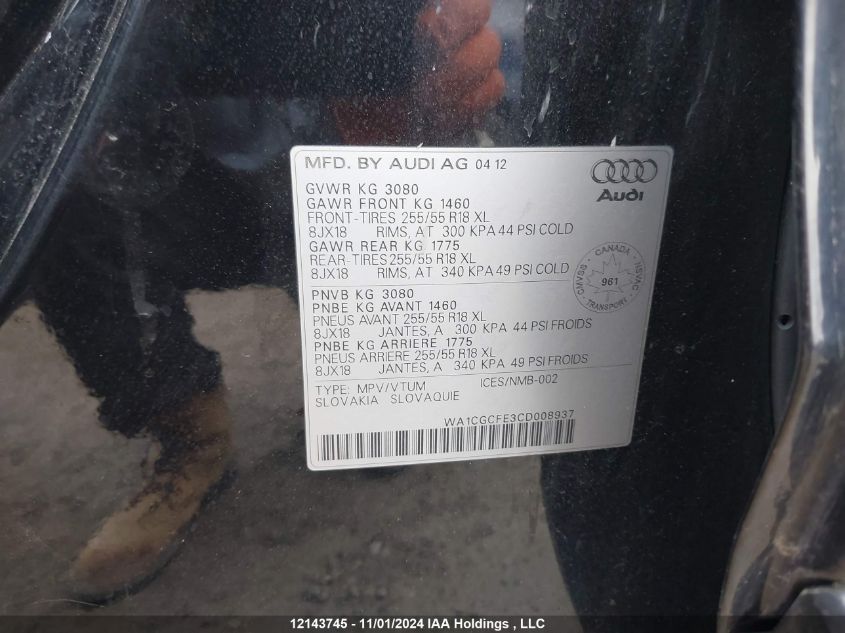 MFD. BY AUDI AG 04 12
Audi
GVWR KG 3080
GAWR FRONT KG 1460
FRONT-TIRES 255/55 R18 XL
8JX18 RIMS, AT 300 KPA 44 PSI COLD
GAWR REAR KG 1775
REAR-TIRES 255/55 R18 XL
8JX18 RIMS, AT 340 KPA 49 PSI COLD
CANADA
CMVSS
961
NSVAC
TRANSPORT
PNVB KG 3080
PNBE KG AVANT 1460
PNEUS AVANT 255/55 R18 XL
8JX18 JANTES, A 300 KPA 44 PSI FROIDS
PNBE KG ARRIERE 1775
PNEUS ARRIERE 255/55 R18 XL
8JX18 JANTES, A 340 KPA 49 PSI FROIDS
TYPE: MPV/VTUM ICES/NMB-002
SLOVAKIA SLOVAQUIE
WA1CGCFE3CD008937
12143745 - 11/01/2024 IAA Holdings , LLC